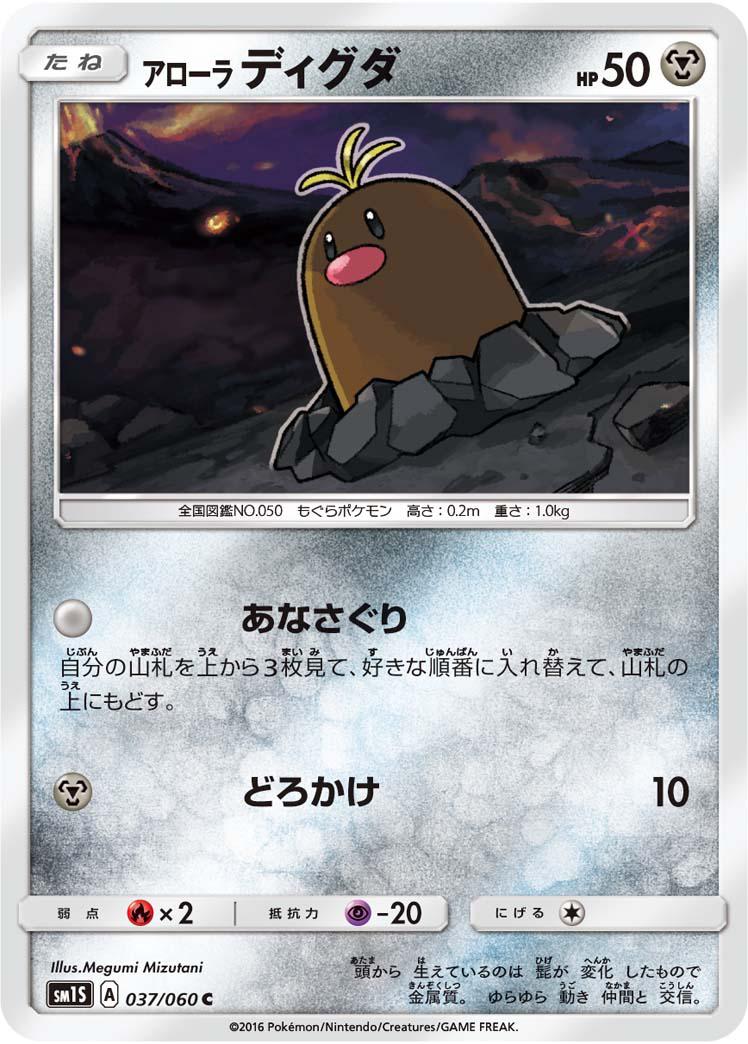 たね
アローラ ディグダ
HP 50
全国図鑑NO.050 もぐらポケモン 高さ：0.2m 重さ：1.0kg
あなさぐり
自分の山札を上から3枚見て、好きな順番に入れ替えて、山札の
上にもどす。
どろかけ 10
弱点 ×2 抵抗力 -20 にげる
Illus.Megumi Mizutani
頭から 生えているのは 髭が 変化 したもので
金属質。 ゆらゆら 動き 仲間と 交信。
SM1S A 037/060 C
©2016 Pokémon/Nintendo/Creatures/GAME FREAK.